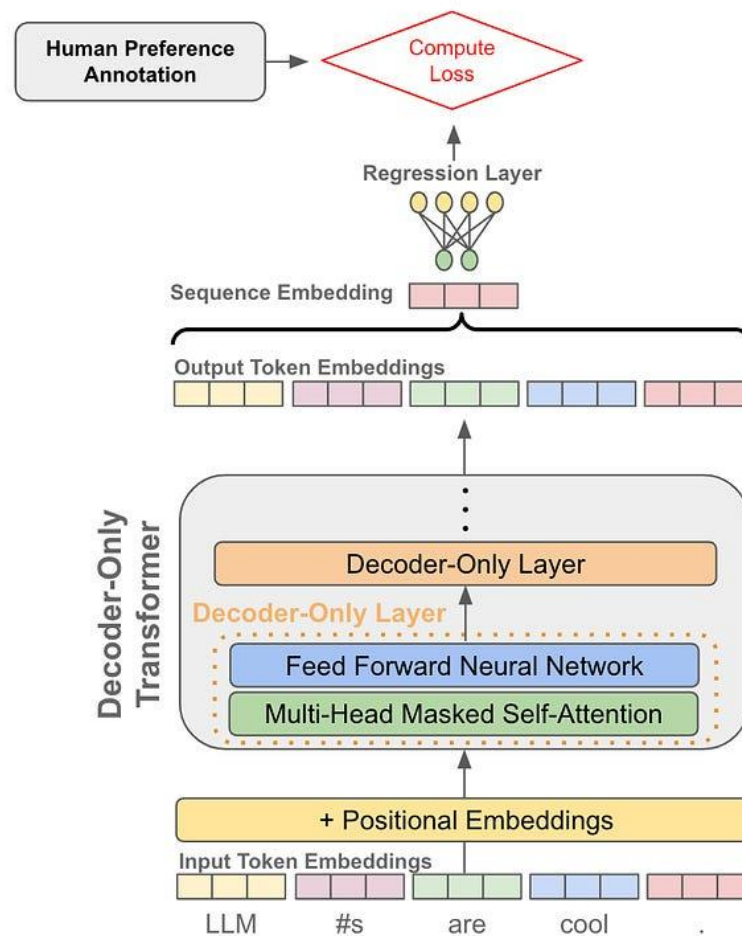 Human Preference
Annotation
Compute
Loss
Regression Layer
Sequence Embedding
Output Token Embeddings
Decoder-Only
Transformer
Decoder-Only Layer
Decoder-Only Layer
Feed Forward Neural Network
Multi-Head Masked Self-Attention
+ Positional Embeddings
Input Token Embeddings
LLM #s are cool .